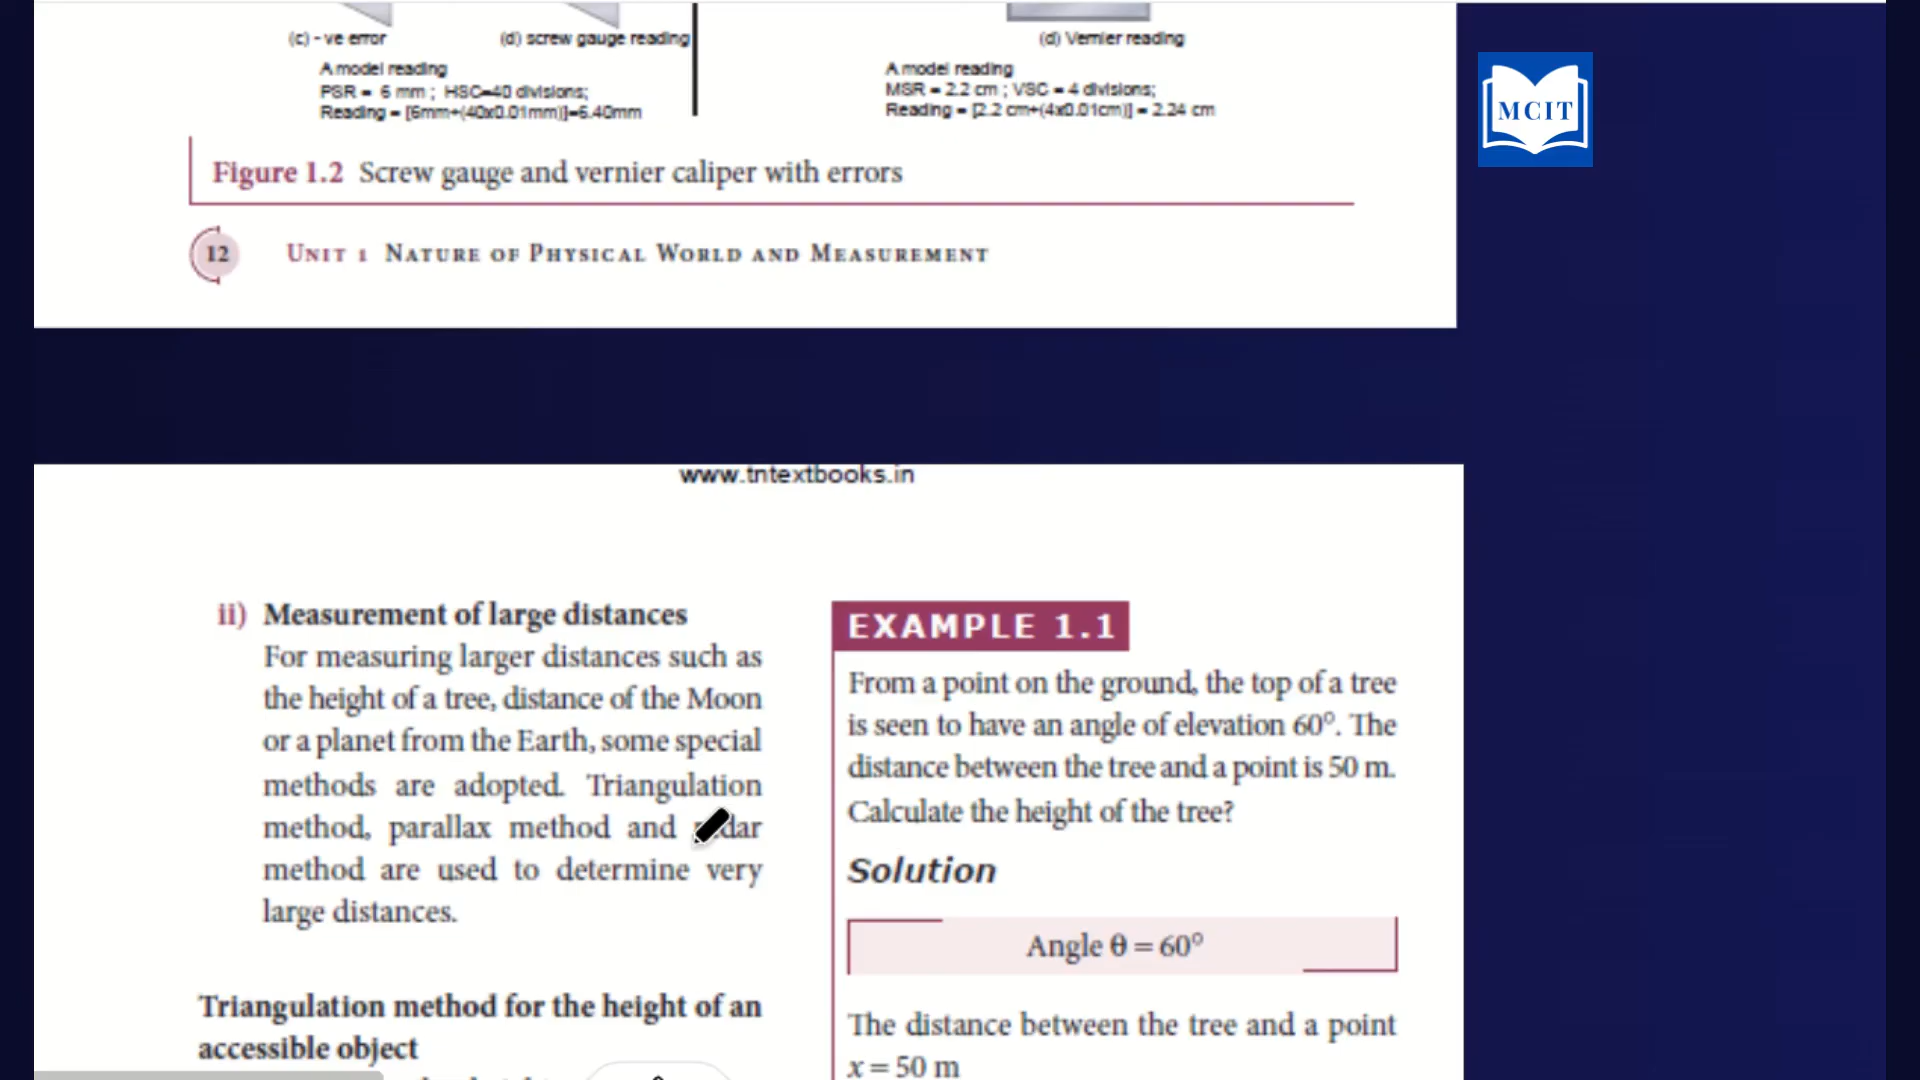 (c) - ve error
(d) screw gauge reading
A model reading
PSR = 6 mm ; HSC=40 divisions;
Reading = [6mm+(40x0.01mm)]=6.40mm
(d) Vernier reading
A model reading
MSR = 2.2 cm ; VSC = 4 divisions;
Reading = [2.2 cm+(4x0.01cm)] = 2.24 cm
MCIT
Figure 1.2 Screw gauge and vernier caliper with errors
12 UNIT 1 NATURE OF PHYSICAL WORLD AND MEASUREMENT
www.tntextbooks.in
ii) Measurement of large distances
For measuring larger distances such as
the height of a tree, distance of the Moon
or a planet from the Earth, some special
methods are adopted. Triangulation
method, parallax method and radar
method are used to determine very
large distances.
Triangulation method for the height of an
accessible object
EXAMPLE 1.1
From a point on the ground, the top of a tree
is seen to have an angle of elevation 60°. The
distance between the tree and a point is 50 m.
Calculate the height of the tree?
Solution
Angle θ = 60°
The distance between the tree and a point
x = 50 m